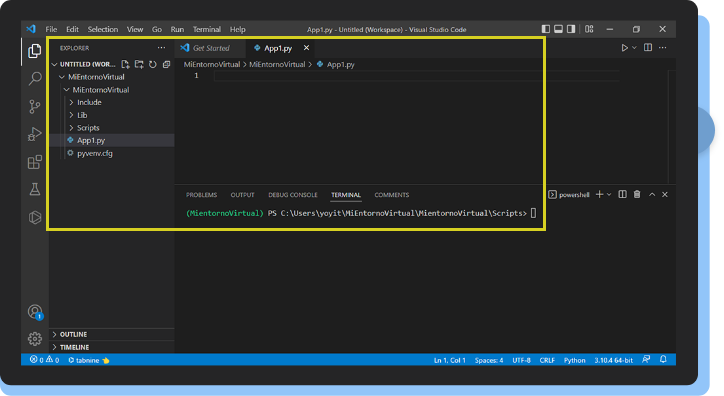 File Edit Selection View Go Run Terminal Help App1.py - Untitled (Workspace) - Visual Studio Code
EXPLORER ··· Get Started App1.py
UNTITLED (WOR...
MiEntornoVirtual > MiEntornoVirtual > App1.py
MiEntornoVirtual
1
MiEntornoVirtual
Include
Lib
Scripts
App1.py
pyvenv.cfg
PROBLEMS OUTPUT DEBUG CONSOLE TERMINAL COMMENTS powershell
(MientornoVirtual) PS C:\Users\yoyit\MiEntornoVirtual\MientornoVirtual\Scripts>
1
OUTLINE
TIMELINE
0 0 tabnine Ln 1, Col 1 Spaces: 4 UTF-8 CRLF Python 3.10.4 64-bit